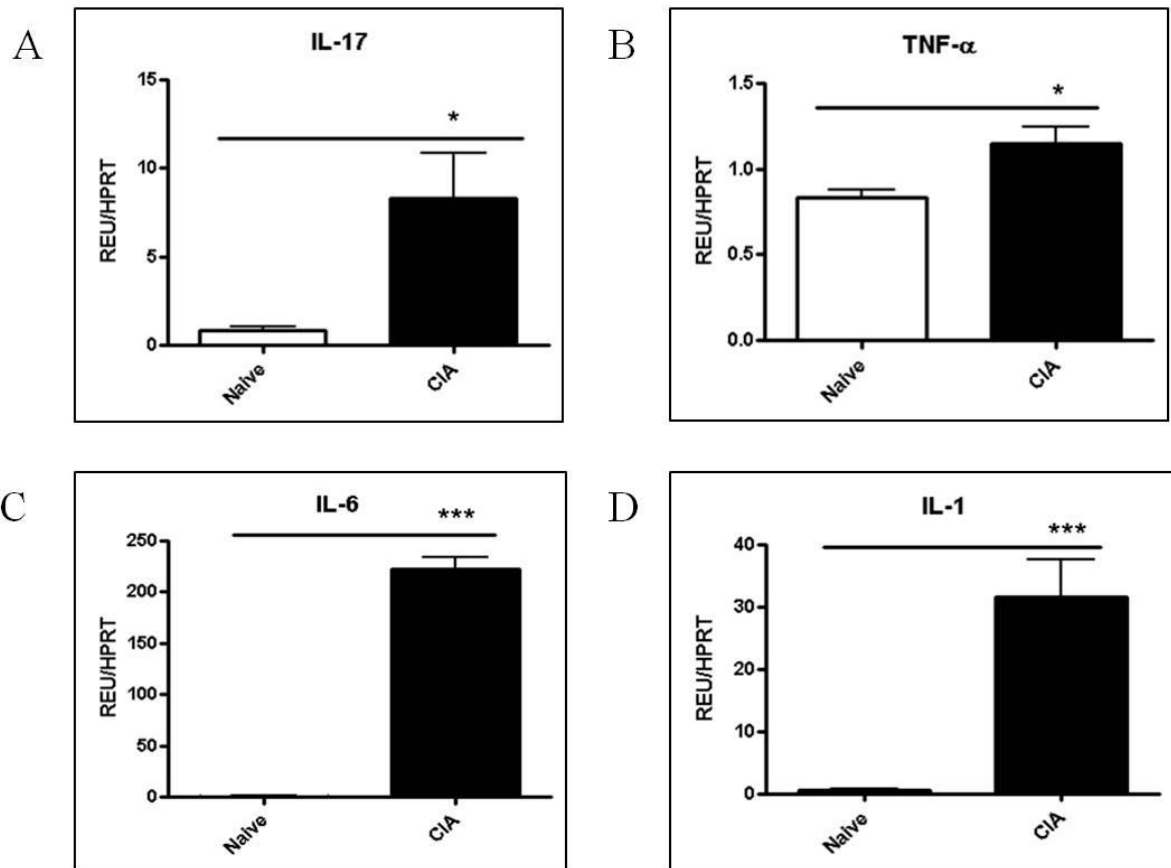 A
IL-17
REU/HPRT
15
10
5
0
*
Naive
CIA
B
TNF-α
REU/HPRT
1.5
1.0
0.5
0.0
*
Naive
CIA
C
IL-6
REU/HPRT
250
200
150
100
50
0
***
Naive
CIA
D
IL-1
REU/HPRT
40
30
20
10
0
***
Naive
CIA